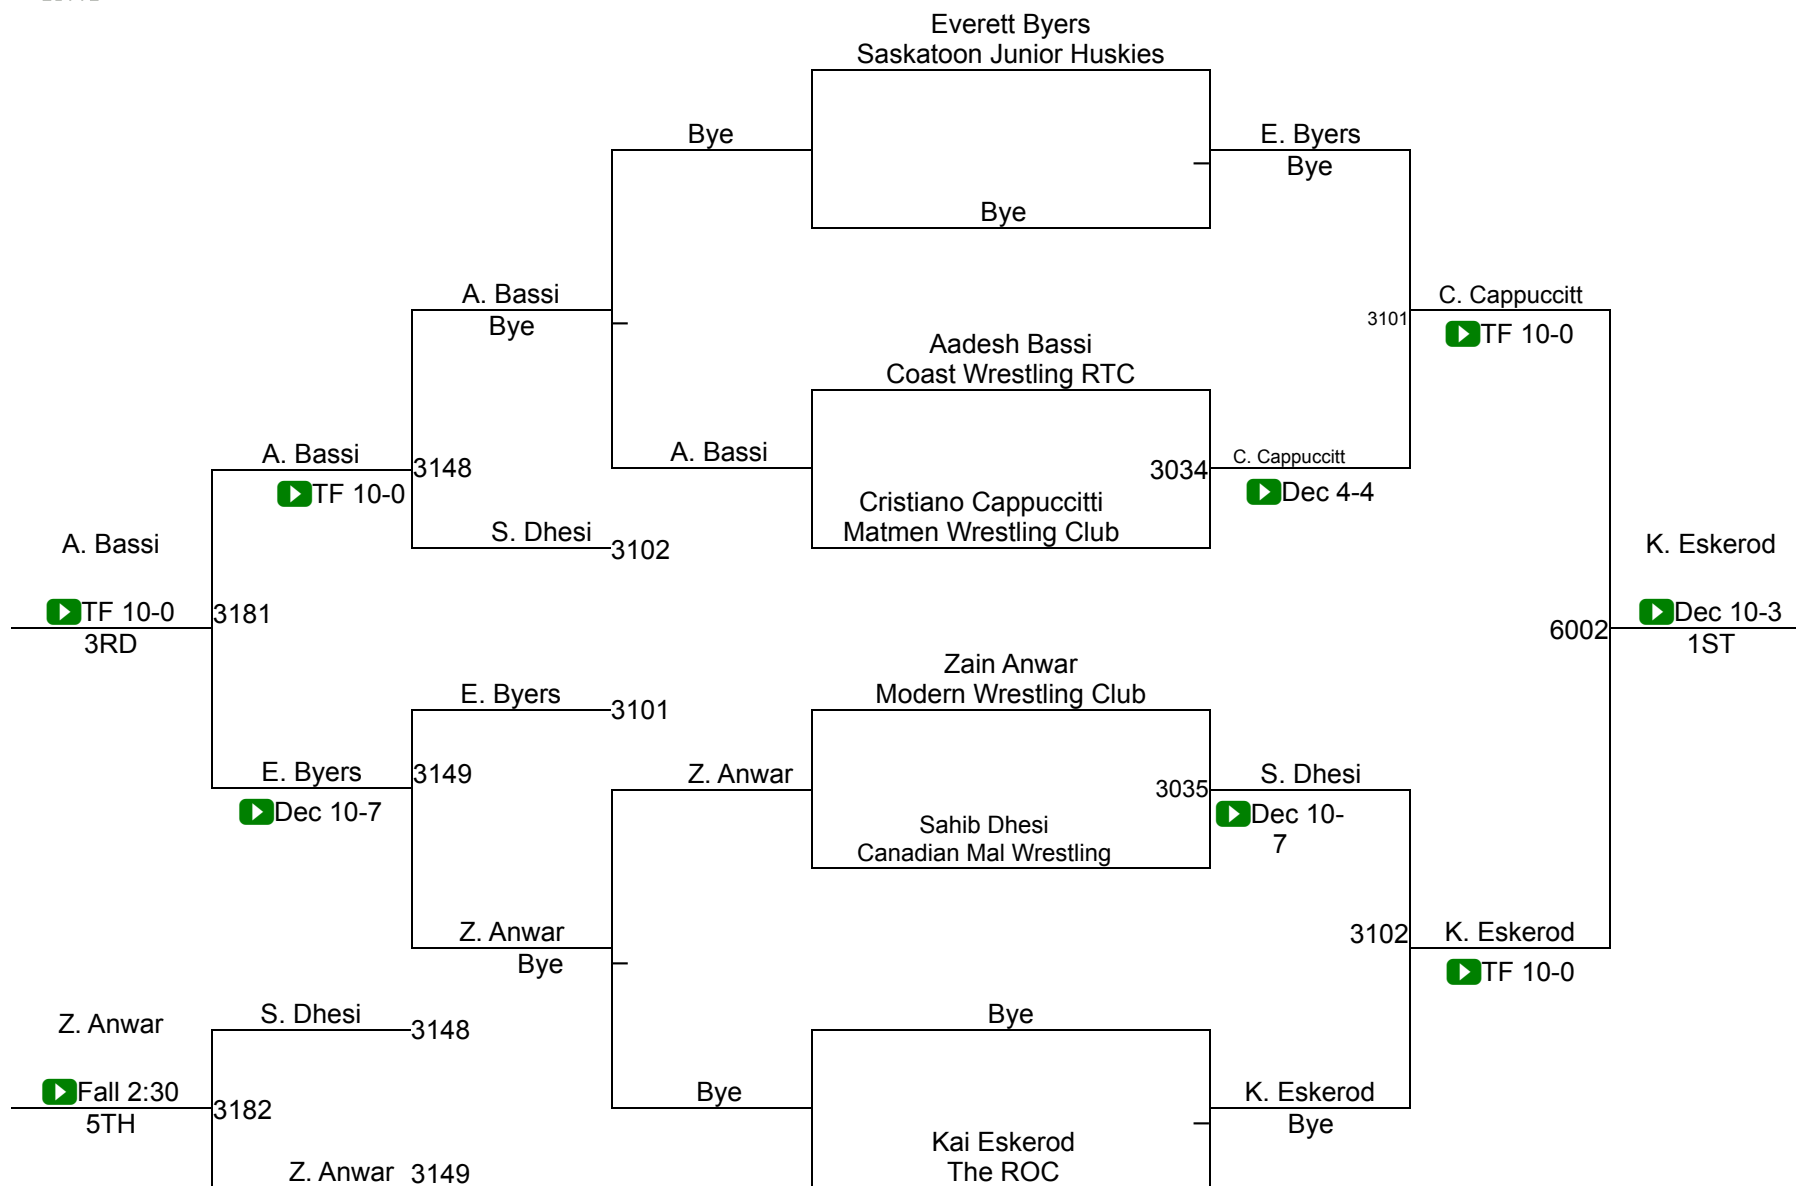 Everett Byers
Saskatoon Junior Huskies
Bye
E. Byers
Bye
Bye
A. Bassi
Bye
C. Cappuccitt
3101
TF 10-0
Aadesh Bassi
Coast Wrestling RTC
A. Bassi
3148
TF 10-0
A. Bassi
3034
C. Cappuccitt
Dec 4-4
Cristiano Cappuccitti
Matmen Wrestling Club
S. Dhesi
3102
A. Bassi
K. Eskerod
TF 10-0
3181
3RD
6002
Dec 10-3
1ST
Zain Anwar
Modern Wrestling Club
E. Byers
3101
E. Byers
3149
Dec 10-7
Z. Anwar
3035
S. Dhesi
Dec 10-
7
Sahib Dhesi
Canadian Mal Wrestling
Z. Anwar
Bye
3102
K. Eskerod
TF 10-0
Z. Anwar
S. Dhesi
3148
Bye
Fall 2:30
3182
5TH
Bye
K. Eskerod
Bye
Kai Eskerod
The ROC
Z. Anwar
3149